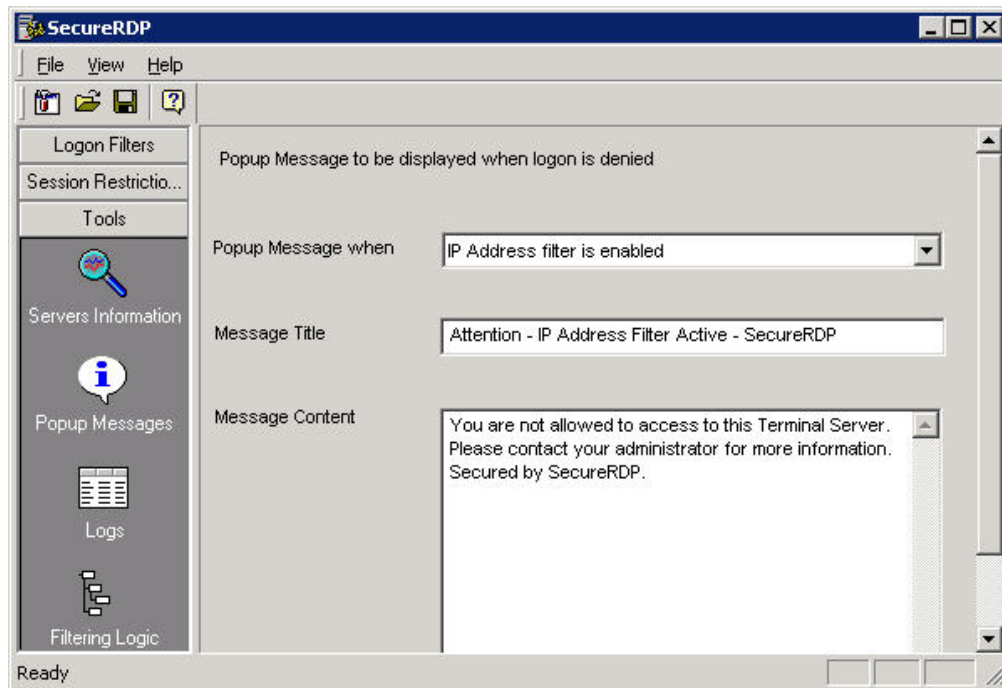 SecureRDP
File View Help
Logon Filters
Session Restrictio...
Tools
Servers Information
Popup Messages
Logs
Filtering Logic
Popup Message to be displayed when logon is denied
Popup Message when
IP Address filter is enabled
Message Title
Attention - IP Address Filter Active - SecureRDP
Message Content
You are not allowed to access to this Terminal Server.
Please contact your administrator for more information.
Secured by SecureRDP.
Ready